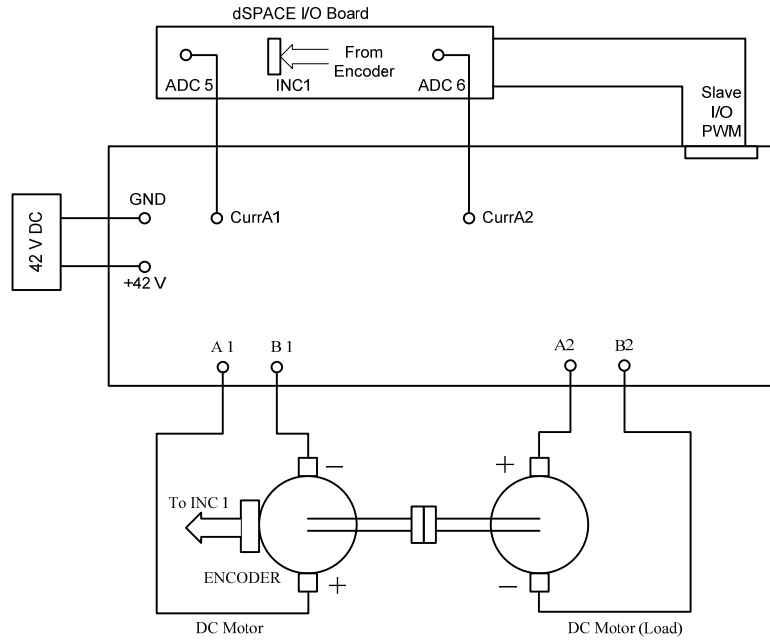 dSPACE I/O Board
ADC 5
INC1
From
Encoder
ADC 6
Slave
I/O
PWM
42 V DC
GND
+42 V
CurrA1
CurrA2
A 1
B 1
A2
B2
To INC 1
ENCODER
−
+
+
−
DC Motor
DC Motor (Load)